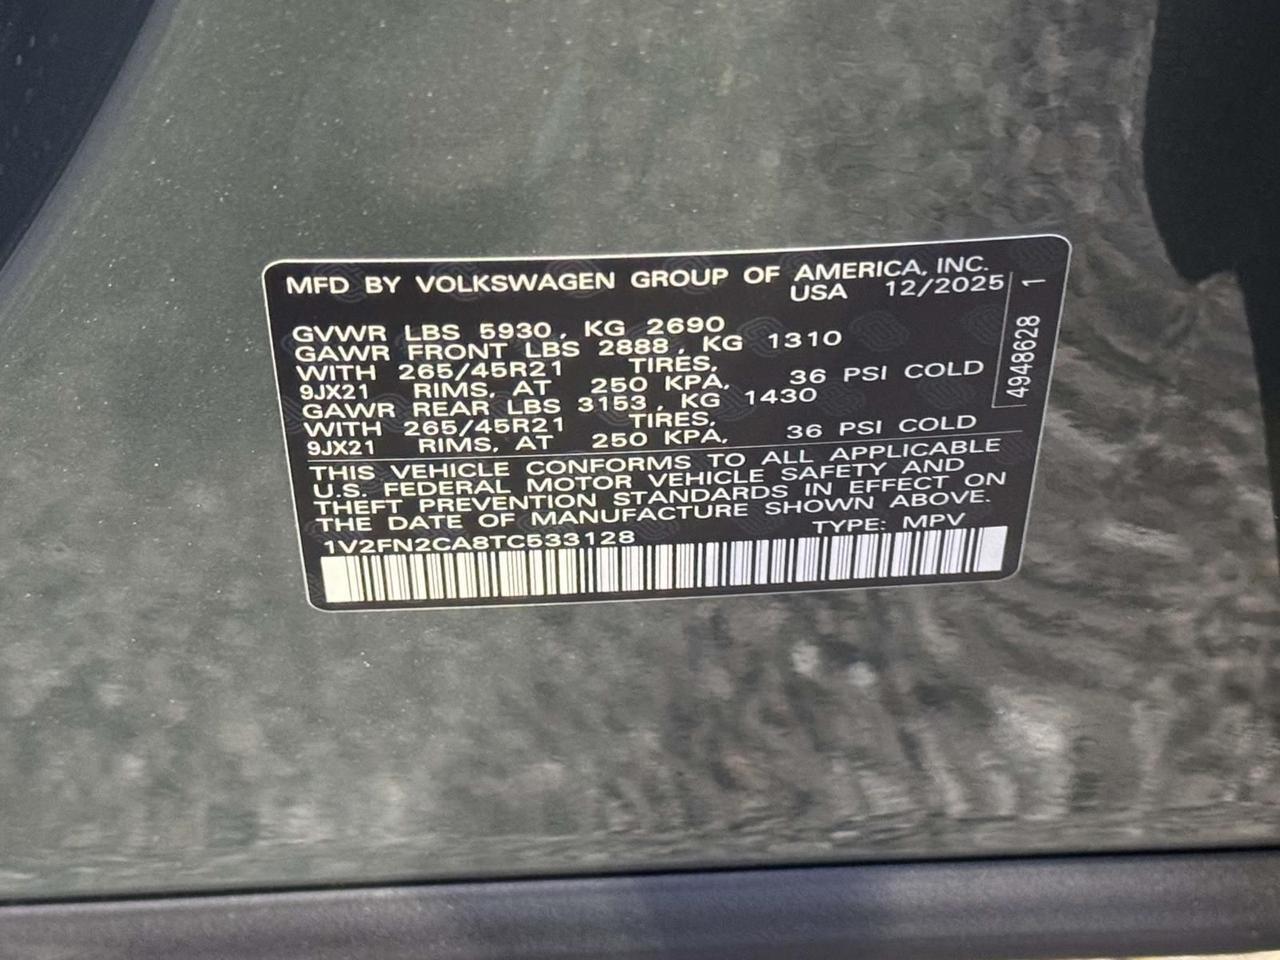 MFD BY VOLKSWAGEN GROUP OF AMERICA, INC.
USA 12/2025
GVWR LBS 5930, KG 2690
GAWR FRONT LBS 2888, KG 1310
WITH 265/45R21 TIRES,
9JX21 RIMS, AT 250 KPA, 36 PSI COLD
GAWR REAR LBS 3153, KG 1430
WITH 265/45R21 TIRES,
9JX21 RIMS, AT 250 KPA, 36 PSI COLD
THIS VEHICLE CONFORMS TO ALL APPLICABLE
U.S. FEDERAL MOTOR VEHICLE SAFETY AND
THEFT PREVENTION STANDARDS IN EFFECT ON
THE DATE OF MANUFACTURE SHOWN ABOVE.
TYPE: MPV
1V2FN2CA8TC533128
4948628 1